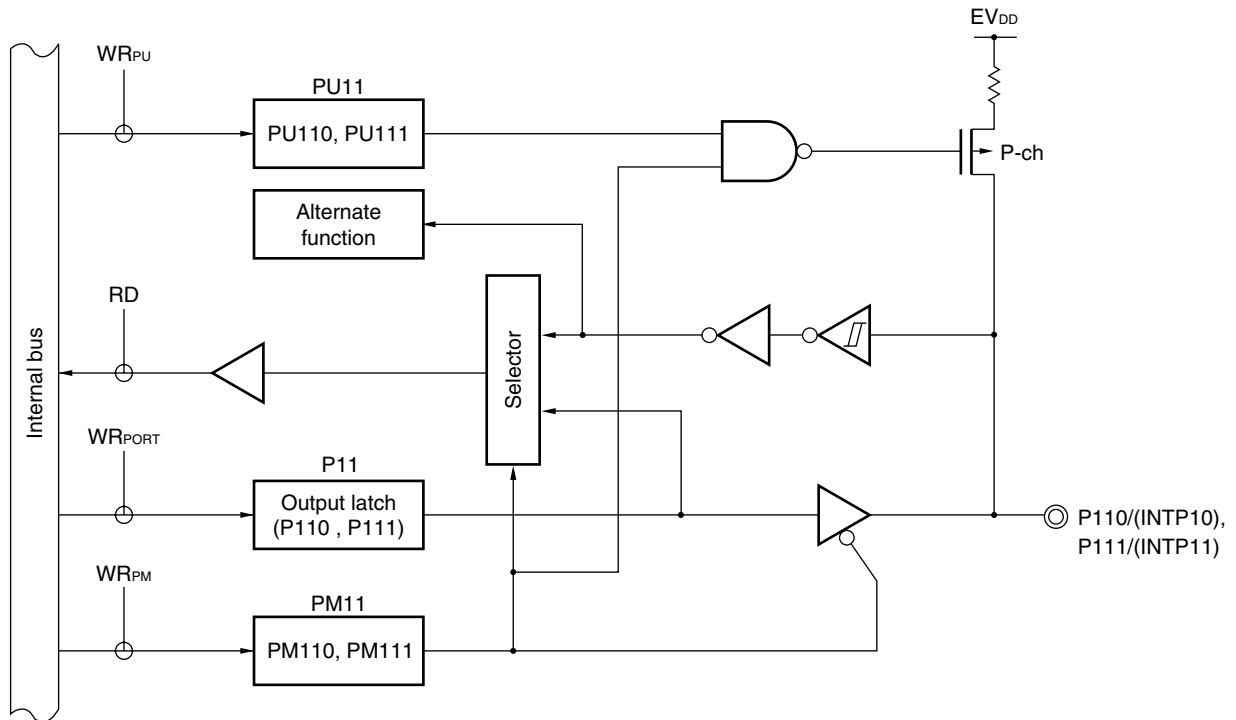 EVDD
WRPU
PU11
PU110, PU111
P-ch
Alternate
function
RD
Selector
Internal bus
WRPORT
P11
Output latch
(P110 , P111)
P110/(INTP10),
P111/(INTP11)
WRPM
PM11
PM110, PM111